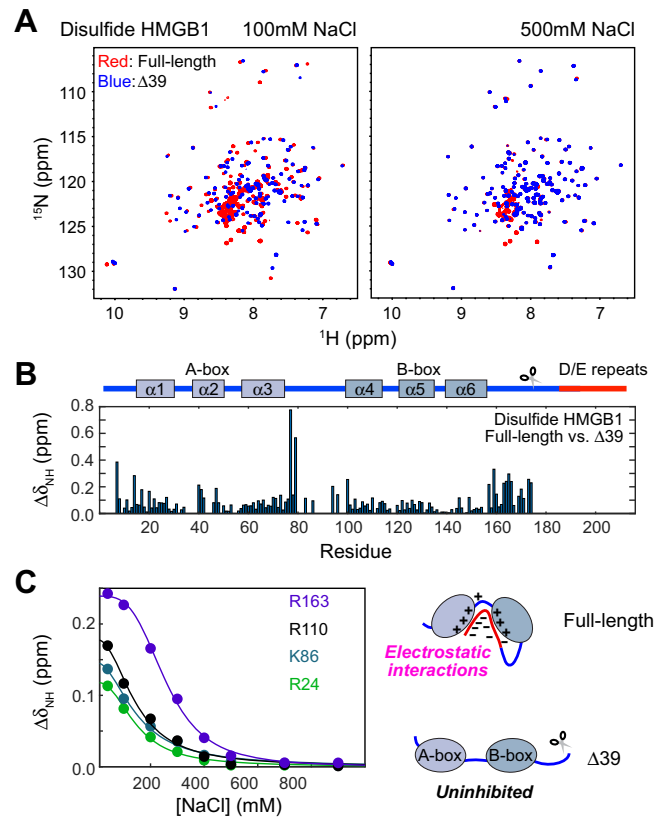 A
Disulfide HMGB1 100mM NaCl 500mM NaCl
Red: Full-length
Blue: Δ39
105
110
115
120
125
130
¹⁵N (ppm)
10 9 8 7 10 9 8 7
¹H (ppm)
B
A-box B-box D/E repeats
α1 α2 α3 α4 α5 α6
Disulfide HMGB1
Full-length vs. Δ39
0.8
0.6
0.4
0.2
0.0
Δδ_NH (ppm)
20 40 60 80 100 120 140 160 180 200
Residue
C
R163
R110
K86
R24
0.2
0.1
0.0
Δδ_NH (ppm)
200 400 600 800
[NaCl] (mM)
+ + + + + +
- - - - - -
Full-length
Electrostatic
interactions
A-box B-box Δ39
Uninhibited